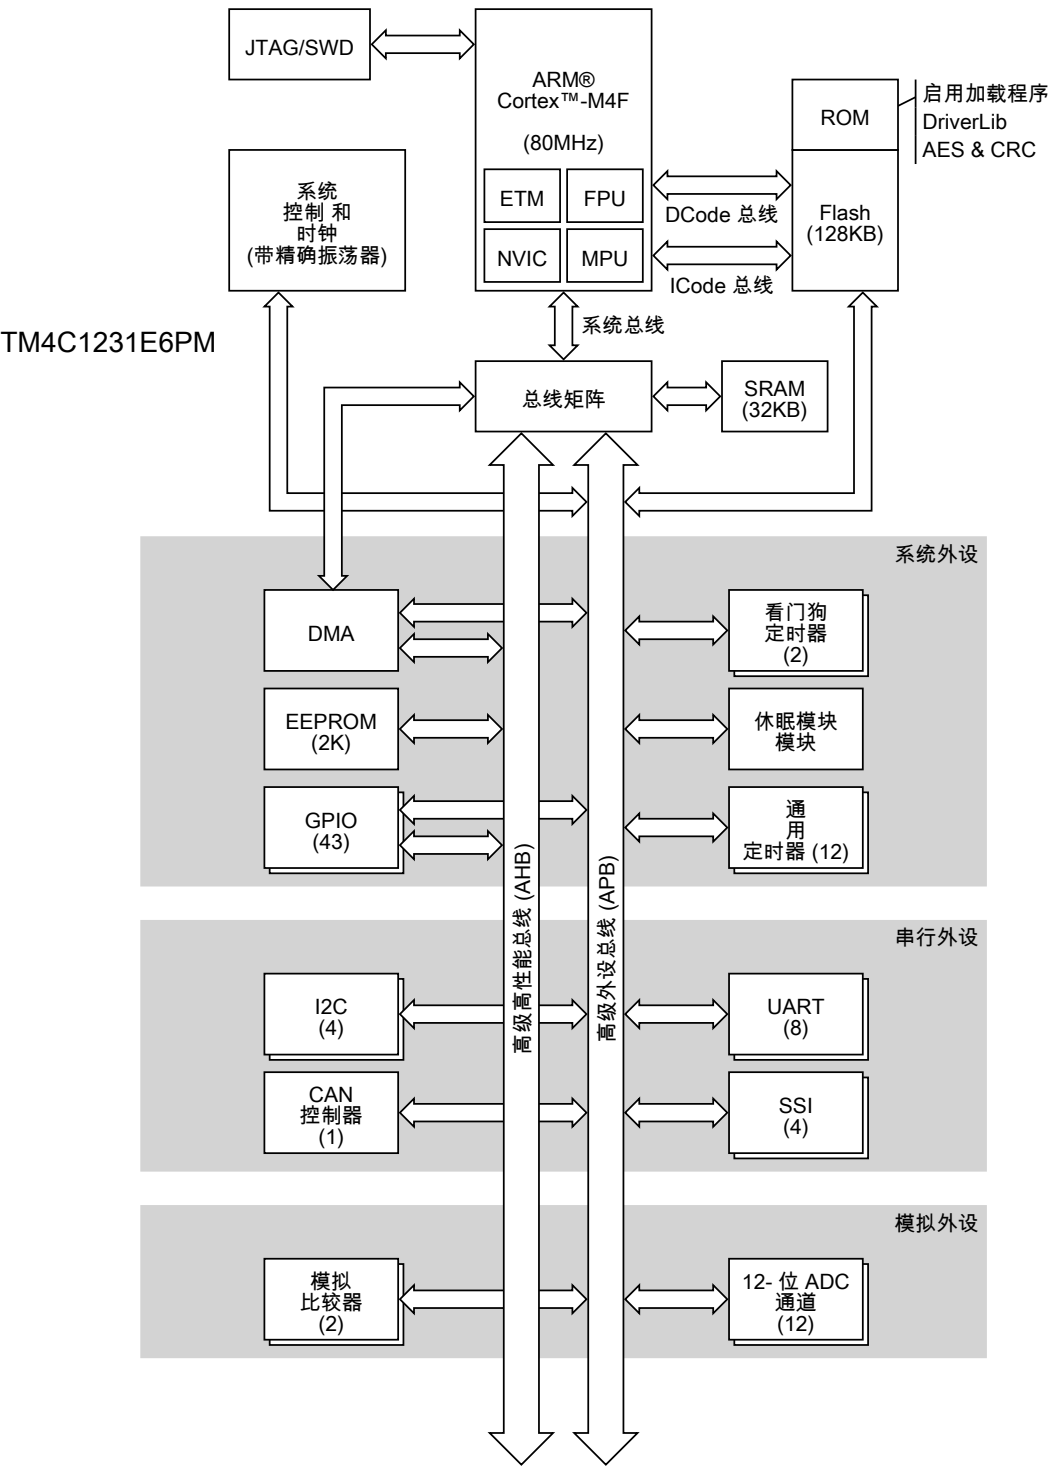 JTAG/SWD
ARM®
Cortex™-M4F
(80MHz)
ETM
FPU
NVIC
MPU
ROM
启用加载程序
DriverLib
AES & CRC
Flash
(128KB)
DCode 总线
ICode 总线
系统
控制 和
时钟
(带精确振荡器)
系统总线
TM4C1231E6PM
总线矩阵
SRAM
(32KB)
系统外设
DMA
看门狗
定时器
(2)
EEPROM
(2K)
休眠模块
模块
GPIO
(43)
通
用
定时器 (12)
高级高性能总线 (AHB)
高级外设总线 (APB)
串行外设
I2C
(4)
UART
(8)
CAN
控制器
(1)
SSI
(4)
模拟外设
模拟
比较器
(2)
12- 位 ADC
通道
(12)